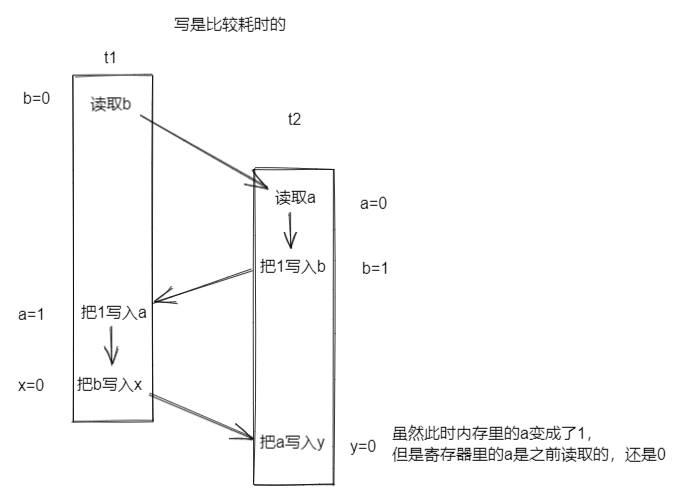 写是比较耗时的
t1
b=0
读取b
t2
读取a
a=0
把1写入b
b=1
a=1
把1写入a
x=0
把b写入x
把a写入y
y=0
虽然此时内存里的a变成了1，
但是寄存器里的a是之前读取的，还是0